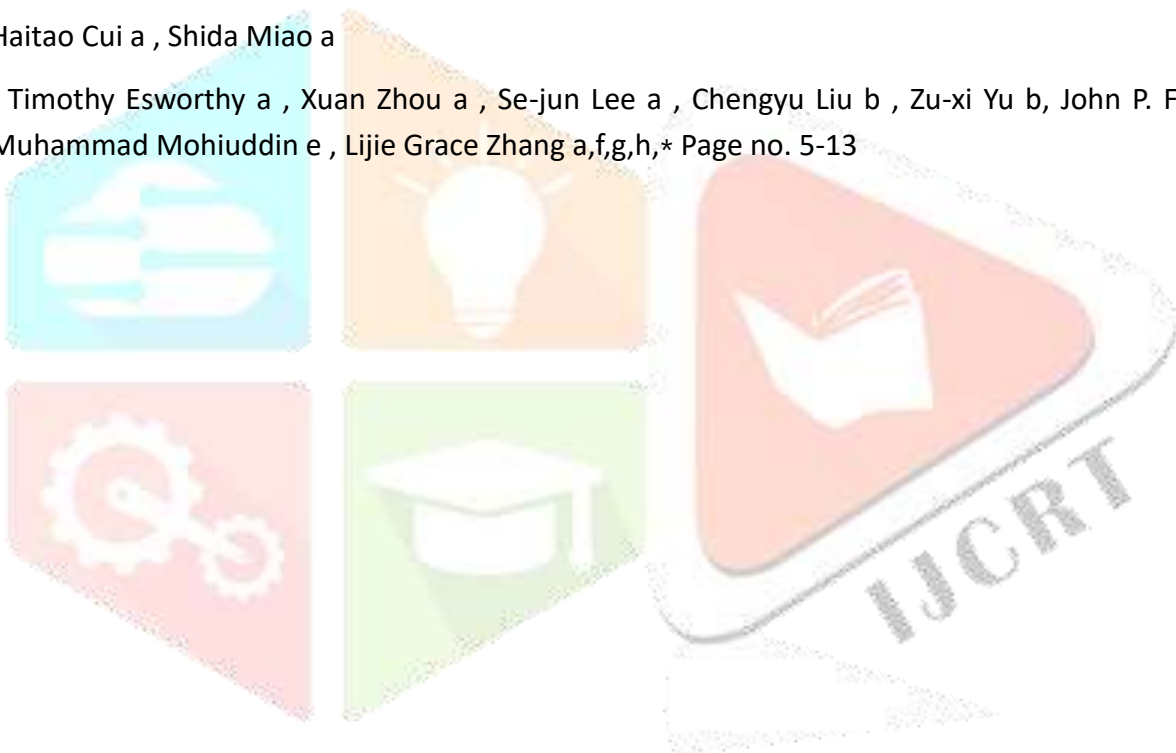 Haitao Cui a , Shida Miao a
Timothy Esworthy a , Xuan Zhou a , Se-jun Lee a , Chengyu Liu b , Zu-xi Yu b, John P. F
Muhammad Mohiuddin e , Lijie Grace Zhang a,f,g,h,* Page no. 5-13
IJCRT